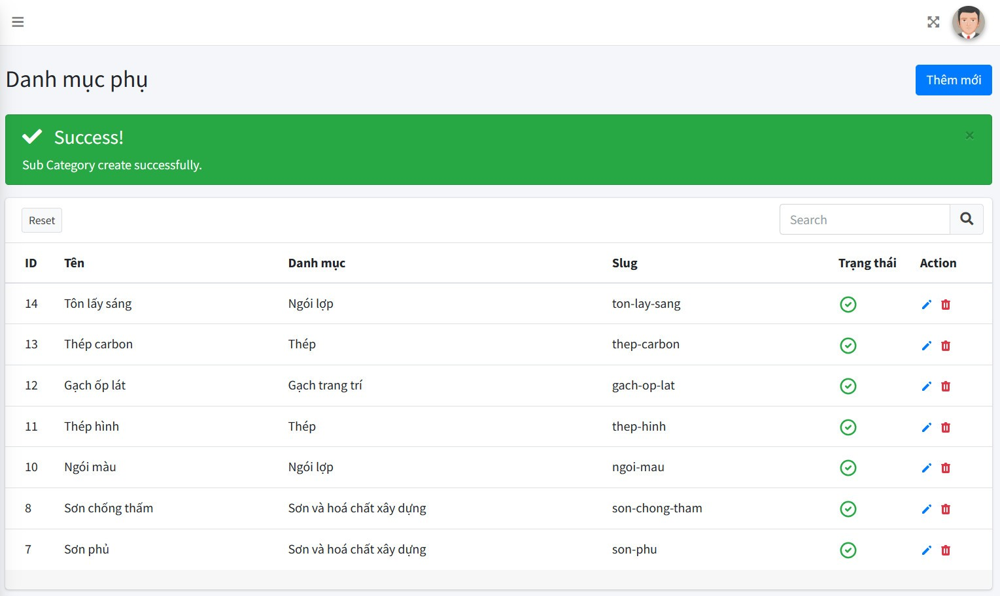 Danh mục phụ
Thêm mới
Success!
×
Sub Category create successfully.
Reset
Search
ID Tên Danh mục Slug Trạng thái Action
14 Tôn lấy sáng Ngói lợp ton-lay-sang
13 Thép carbon Thép thep-carbon
12 Gạch ốp lát Gạch trang trí gach-op-lat
11 Thép hình Thép thep-hinh
10 Ngói màu Ngói lợp ngoi-mau
8 Sơn chống thấm Sơn và hoá chất xây dựng son-chong-tham
7 Sơn phủ Sơn và hoá chất xây dựng son-phu